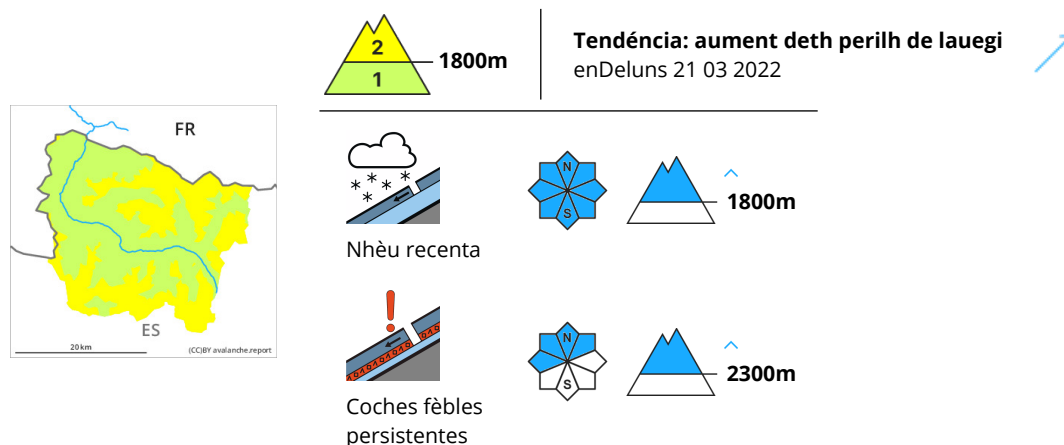 2
1
1800m
Tendéncia: aument deth perilh de lauegi
enDeluns 21 03 2022
FR
ES
20 km
(CC)BY avalanche.report
N
S
1800m
Nhèu recenta
N
S
2300m
Coches fèbles
persistentes